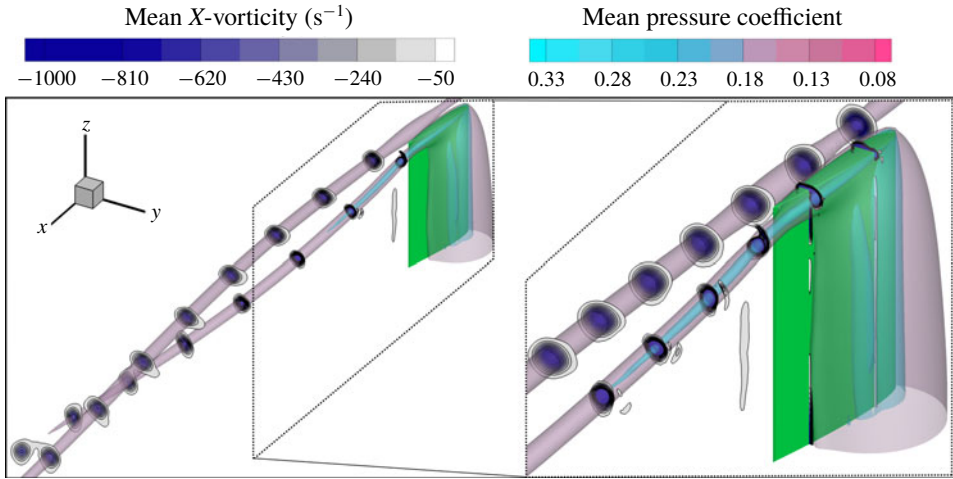 Mean X-vorticity (s−1)
Mean pressure coefficient
−1000 −810 −620 −430 −240 −50
0.33 0.28 0.23 0.18 0.13 0.08
z
x
y